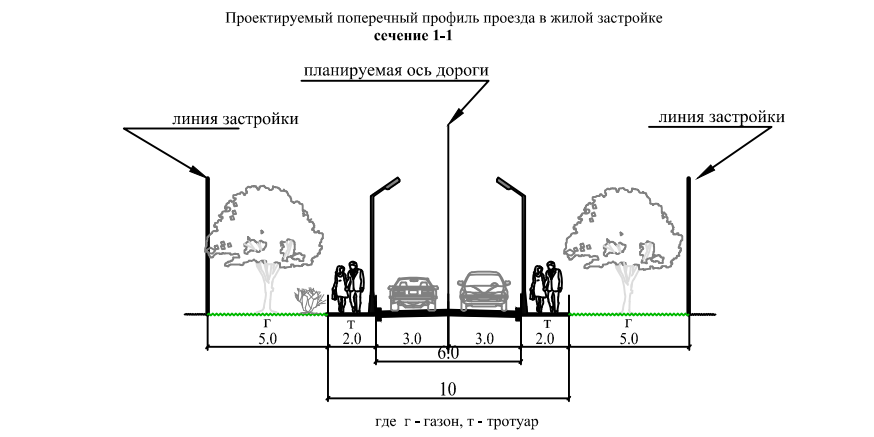 Проектируемый поперечный профиль проезда в жилой застройке
сечение 1-1
планируемая ось дороги
линия застройки
линия застройки
г
т
т
г
5.0
2.0
3.0
3.0
2.0
5.0
6.0
10
где г - газон, т - тротуар